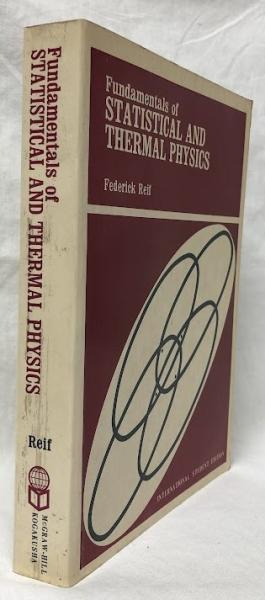 Fundamentals of
STATISTICAL AND THERMAL PHYSICS
Reif
McGRAW-HILL
KOGAKUSHA
Fundamentals of
STATISTICAL AND
THERMAL PHYSICS
Federick Reif
INTERNATIONAL STUDENT EDITION